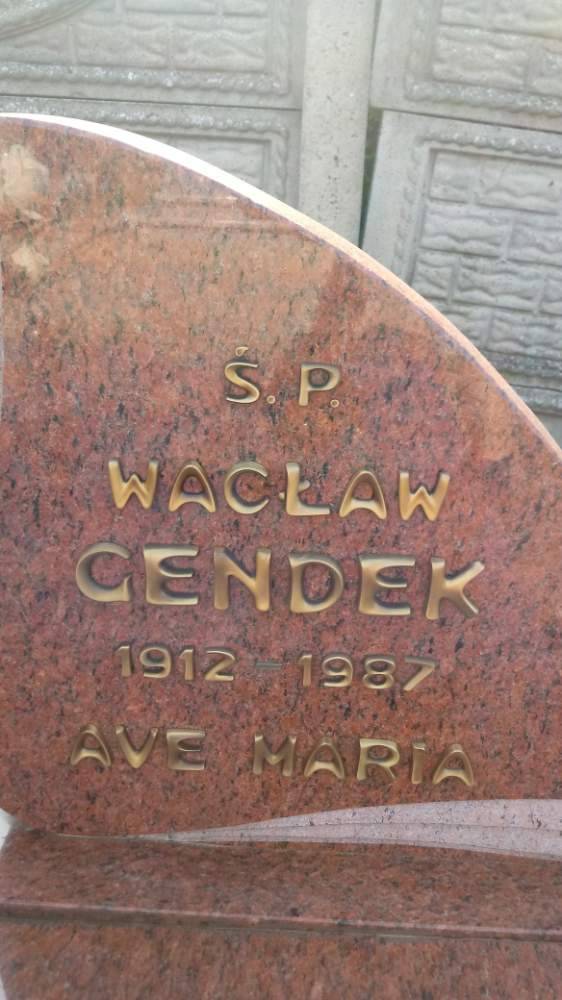 Ś. P.
WACŁAW
GENDEK
1912 - 1987
AVE MARIA